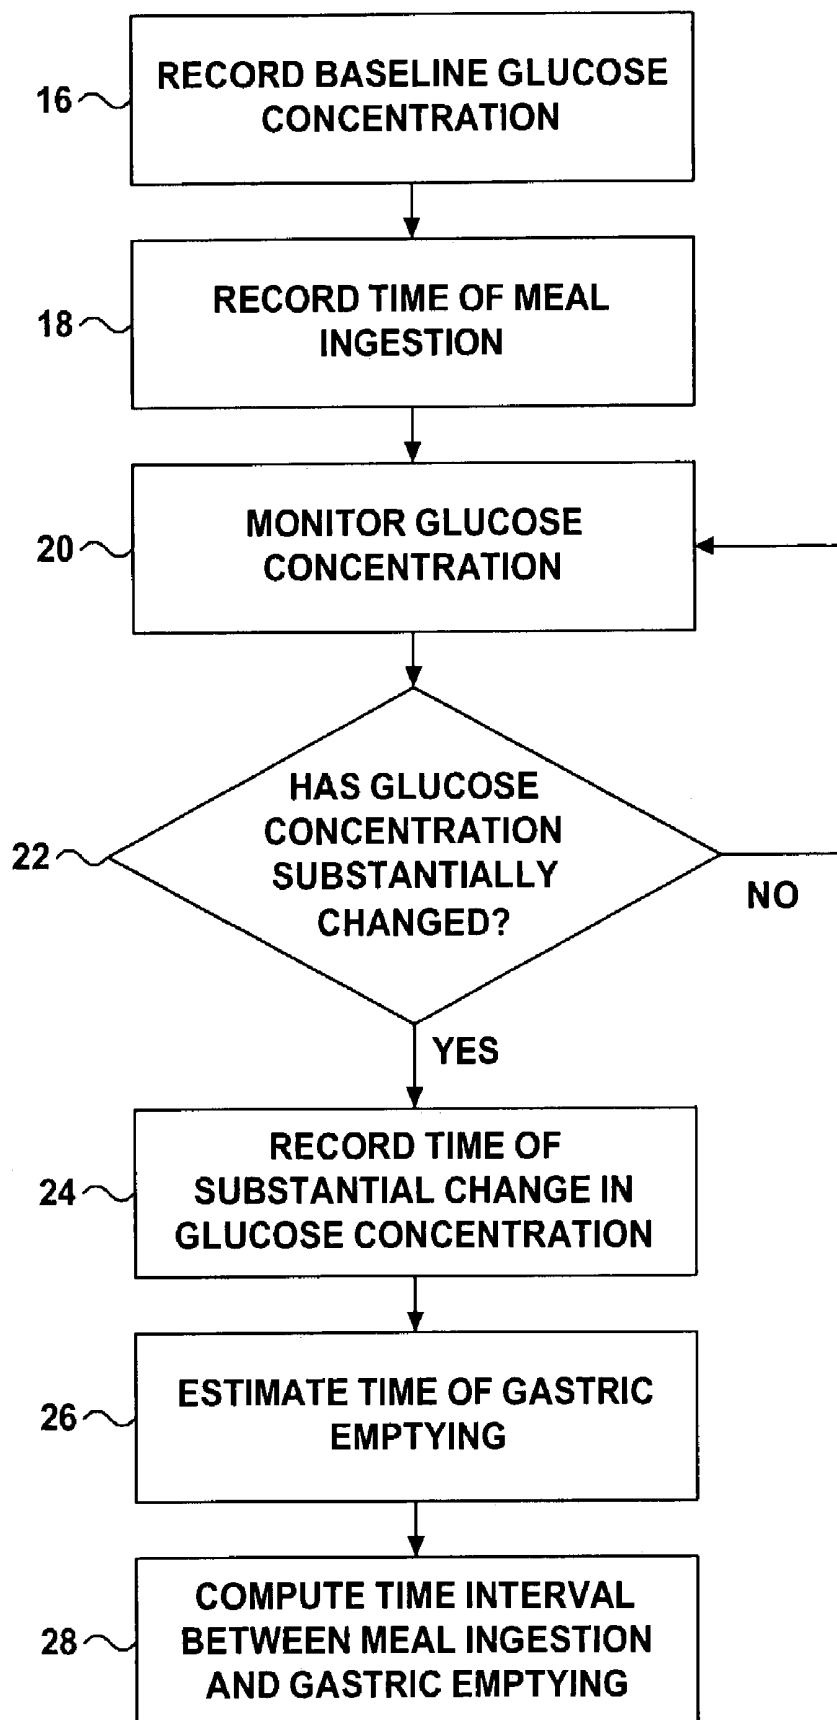 RECORD BASELINE GLUCOSE
CONCENTRATION
16
RECORD TIME OF MEAL
INGESTION
18
MONITOR GLUCOSE
CONCENTRATION
20
HAS GLUCOSE
CONCENTRATION
SUBSTANTIALLY
CHANGED?
22
NO
YES
RECORD TIME OF
SUBSTANTIAL CHANGE IN
GLUCOSE CONCENTRATION
24
ESTIMATE TIME OF GASTRIC
EMPTYING
26
COMPUTE TIME INTERVAL
BETWEEN MEAL INGESTION
AND GASTRIC EMPTYING
28